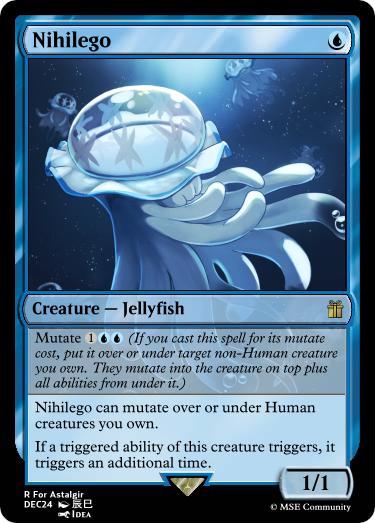 Nihilego
Creature — Jellyfish
Mutate 1 (If you cast this spell for its mutate
cost, put it over or under target non-Human creature
you own. They mutate into the creature on top plus
all abilities from under it.)
Nihilego can mutate over or under Human
creatures you own.
If a triggered ability of this creature triggers, it
triggers an additional time.
1/1
R For Astalgir
DEC24 辰巳
IDEA
© MSE Community